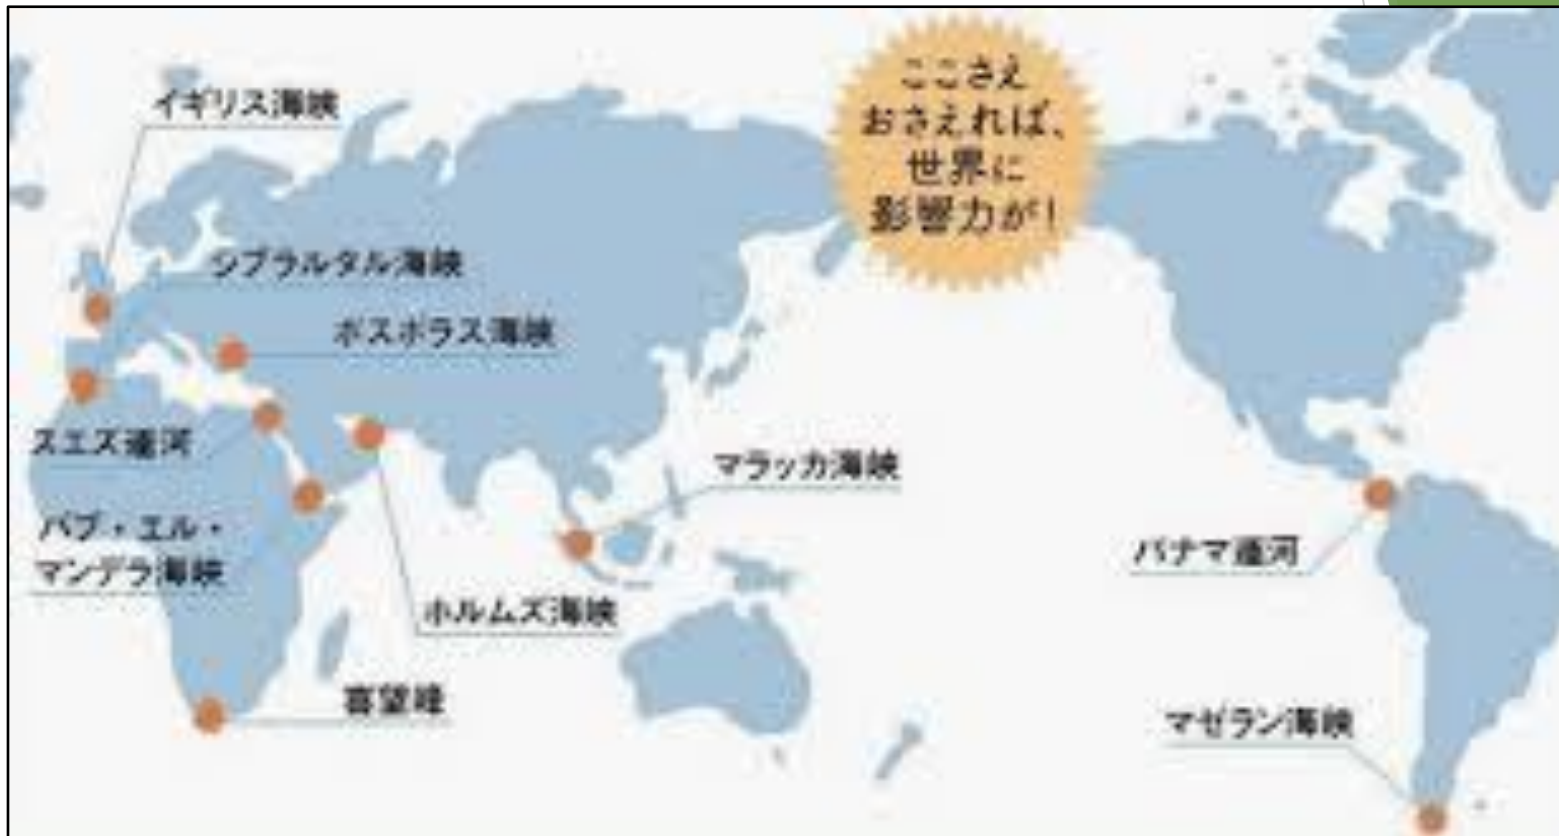 イギリス海峡
ここさえ
おさえれば、
世界に
影響力が!
ジブラルタル海峡
ボスポラス海峡
スエズ運河
マラッカ海峡
バブ・エル・
マンデラ海峡
パナマ運河
ホルムズ海峡
喜望峰
マゼラン海峡